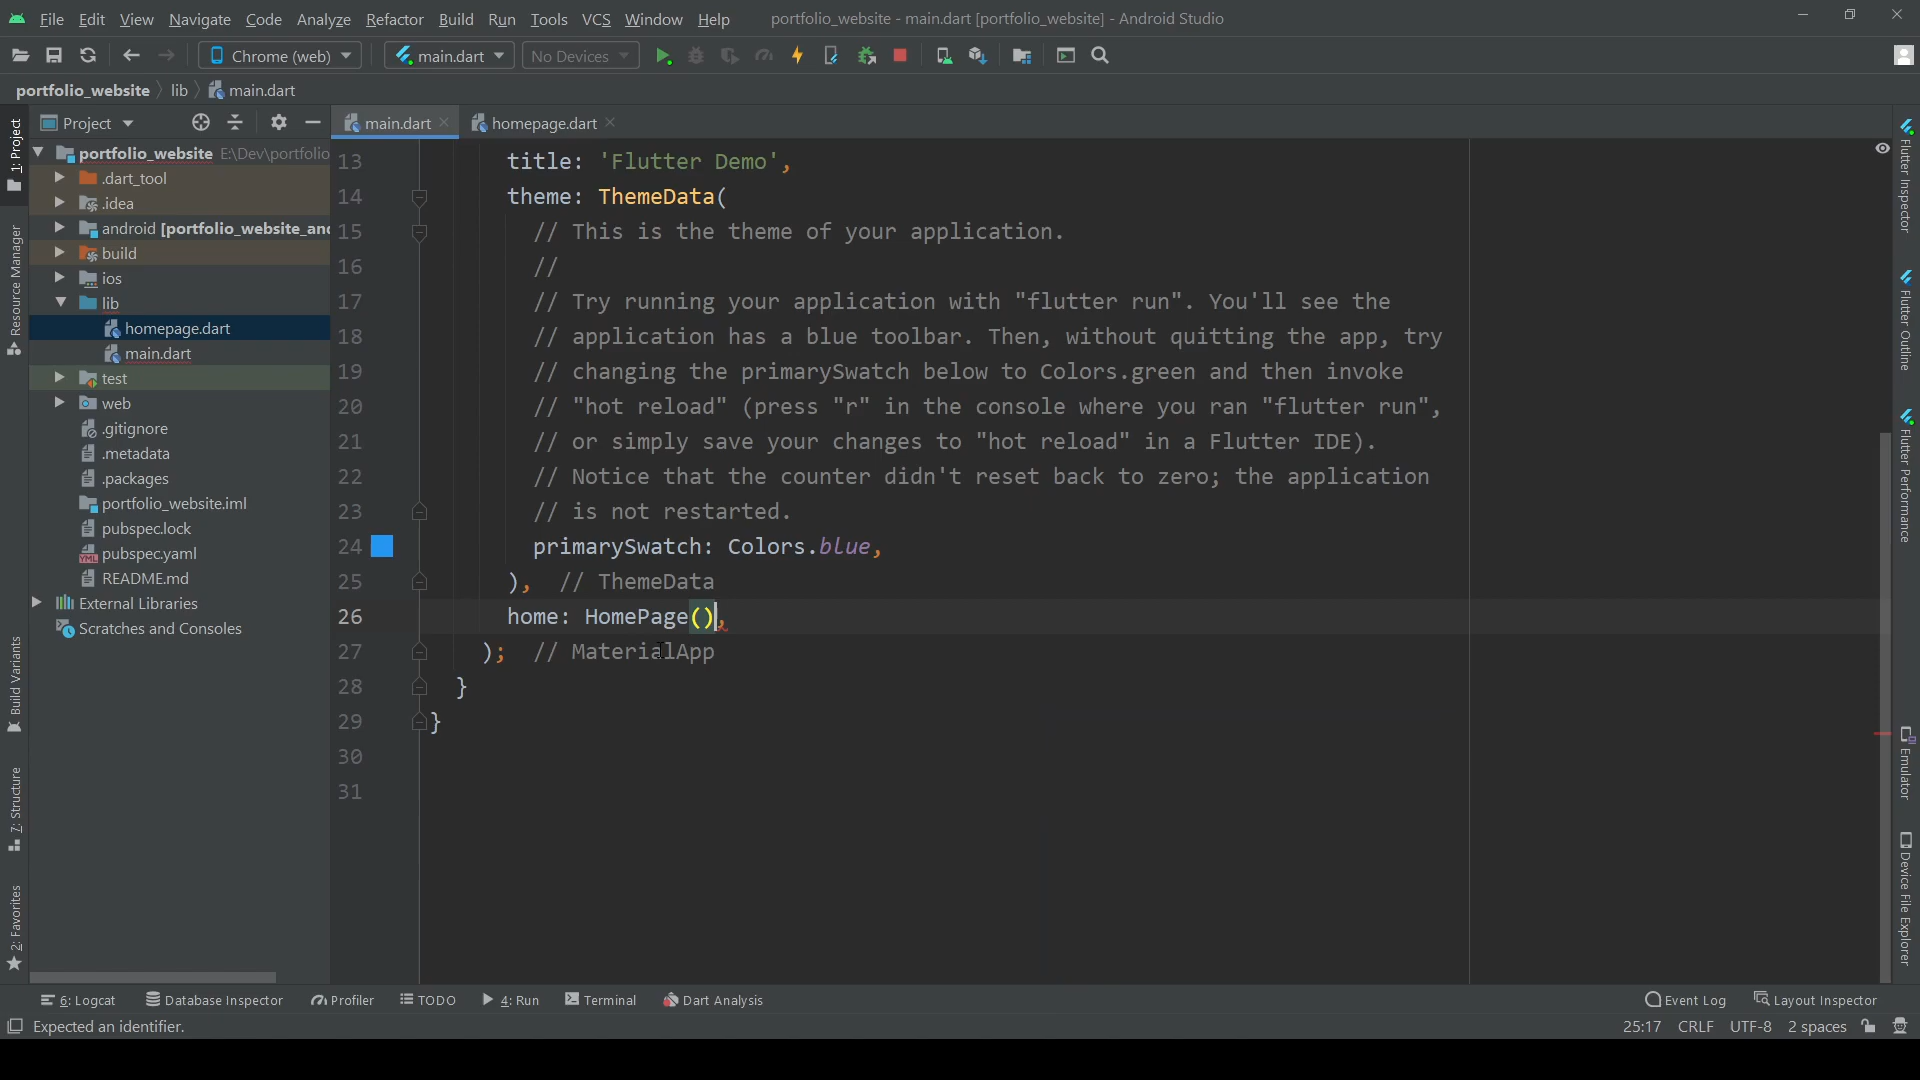 File Edit View Navigate Code Analyze Refactor Build Run Tools VCS Window Help portfolio_website - main.dart [portfolio_website] - Android Studio
Chrome (web) main.dart No Devices
portfolio_website lib main.dart
Project
main.dart homepage.dart
1: Project
Resource Manager
Build Variants
7: Structure
2: Favorites
portfolio_website E:\Dev\portfolio
.dart_tool
.idea
android [portfolio_website_and
build
ios
lib
homepage.dart
main.dart
test
web
.gitignore
.metadata
.packages
portfolio_website.iml
pubspec.lock
pubspec.yaml
README.md
External Libraries
Scratches and Consoles
13 title: 'Flutter Demo',
14 theme: ThemeData(
15 // This is the theme of your application.
16 //
17 // Try running your application with "flutter run". You'll see the
18 // application has a blue toolbar. Then, without quitting the app, try
19 // changing the primarySwatch below to Colors.green and then invoke
20 // "hot reload" (press "r" in the console where you ran "flutter run",
21 // or simply save your changes to "hot reload" in a Flutter IDE).
22 // Notice that the counter didn't reset back to zero; the application
23 // is not restarted.
24 primarySwatch: Colors.blue,
25 ), // ThemeData
26 home: HomePage(),
27 ); // MaterialApp
28 }
29 }
30
31
Flutter Inspector
Flutter Outline
Flutter Performance
Emulator
Device File Explorer
6: Logcat Database Inspector Profiler TODO 4: Run Terminal Dart Analysis Event Log Layout Inspector
Expected an identifier. 25:17 CRLF UTF-8 2 spaces